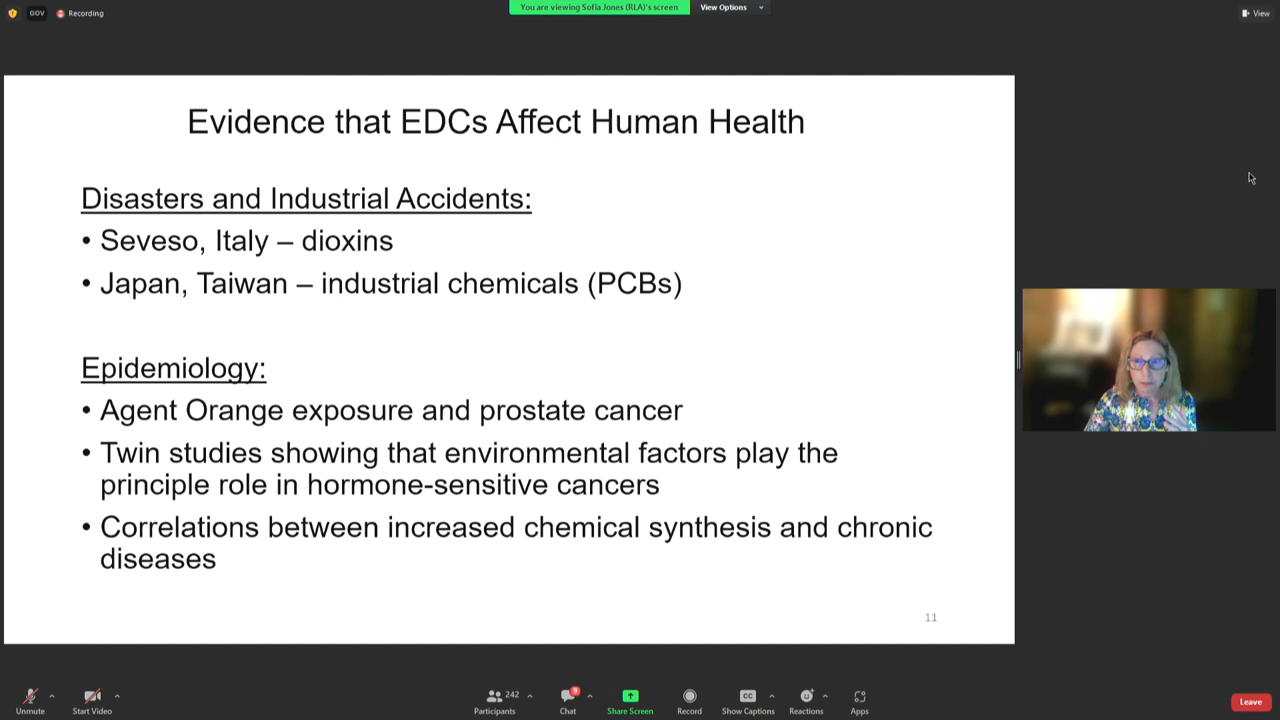 GOV
Recording
You are viewing Sofia Jones (RLA)'s screen
View Options
View
Evidence that EDCs Affect Human Health
Disasters and Industrial Accidents:
• Seveso, Italy – dioxins
• Japan, Taiwan – industrial chemicals (PCBs)
Epidemiology:
• Agent Orange exposure and prostate cancer
• Twin studies showing that environmental factors play the
principle role in hormone-sensitive cancers
• Correlations between increased chemical synthesis and chronic
diseases
11
Unmute
Start Video
242
Participants
9
Chat
Share Screen
Record
CC
Show Captions
Reactions
Apps
Leave